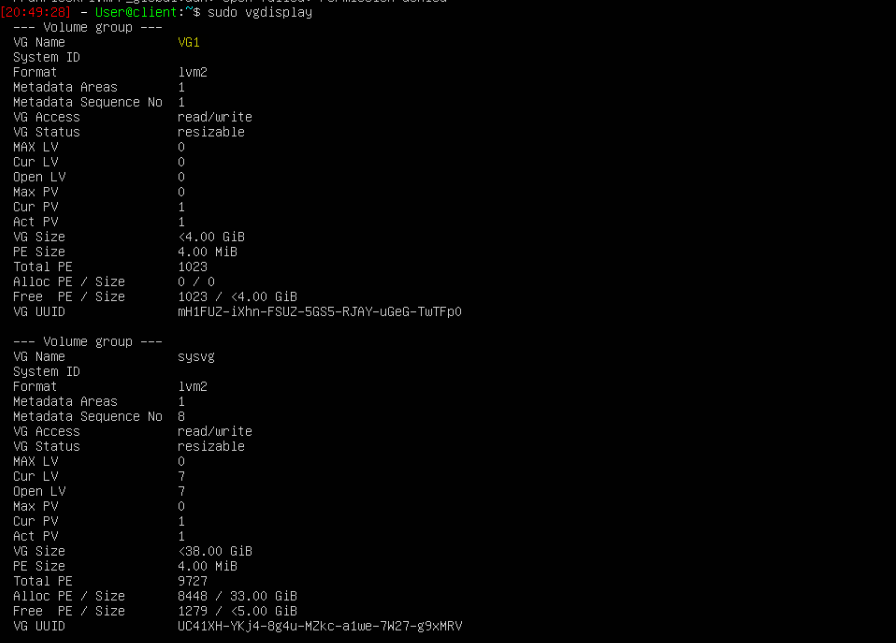 [20:49:28] - User@client:~$ sudo vgdisplay
--- Volume group ---
VG Name VG1
System ID
Format lvm2
Metadata Areas 1
Metadata Sequence No 1
VG Access read/write
VG Status resizable
MAX LV 0
Cur LV 0
Open LV 0
Max PV 0
Cur PV 1
Act PV 1
VG Size <4.00 GiB
PE Size 4.00 MiB
Total PE 1023
Alloc PE / Size 0 / 0
Free PE / Size 1023 / <4.00 GiB
VG UUID mH1FUZ-iXhn-FSUZ-5GS5-RJAY-uGeG-TwTFp0
--- Volume group ---
VG Name sysvg
System ID
Format lvm2
Metadata Areas 1
Metadata Sequence No 8
VG Access read/write
VG Status resizable
MAX LV 0
Cur LV 7
Open LV 7
Max PV 0
Cur PV 1
Act PV 1
VG Size <38.00 GiB
PE Size 4.00 MiB
Total PE 9727
Alloc PE / Size 8448 / 33.00 GiB
Free PE / Size 1279 / <5.00 GiB
VG UUID UC41XH-YKj4-8g4u-MZkc-a1we-7W27-g9xMRV